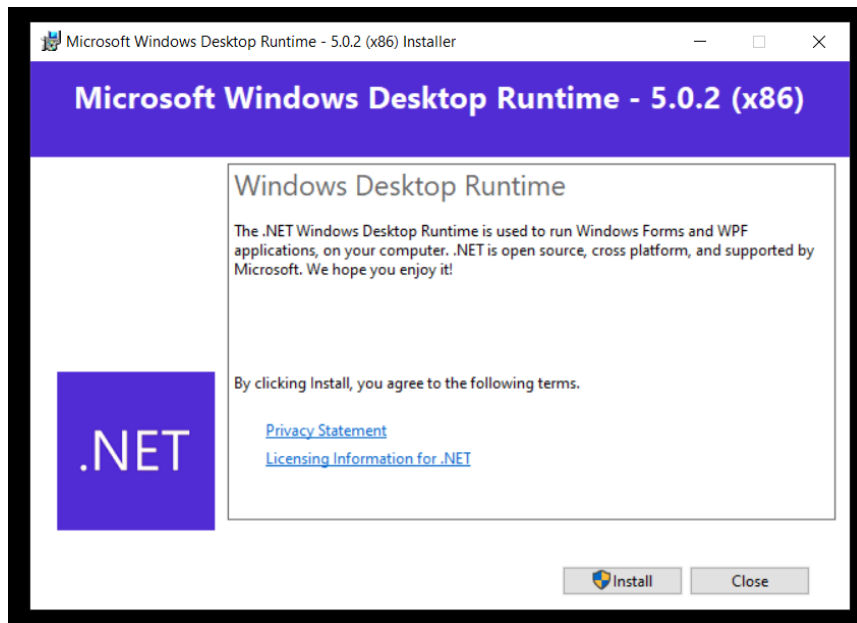 Microsoft Windows Desktop Runtime - 5.0.2 (x86) Installer
Microsoft Windows Desktop Runtime - 5.0.2 (x86)
Windows Desktop Runtime
The .NET Windows Desktop Runtime is used to run Windows Forms and WPF
applications, on your computer. .NET is open source, cross platform, and supported by
Microsoft. We hope you enjoy it!
By clicking Install, you agree to the following terms.
Privacy Statement
Licensing Information for .NET
.NET
Install
Close